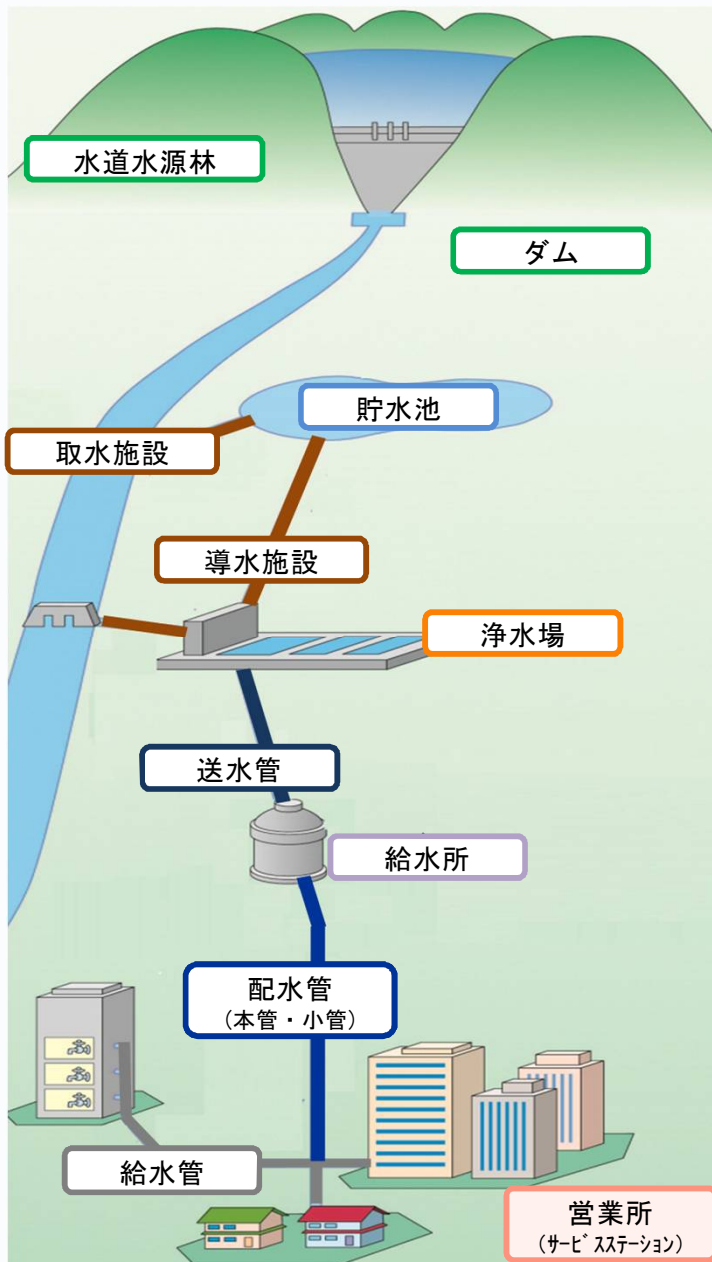 水道水源林
ダム
貯水池
取水施設
導水施設
浄水場
送水管
給水所
配水管
（本管・小管）
給水管
営業所
（ｻｰﾋﾞｽｽﾃｰｼｮﾝ）